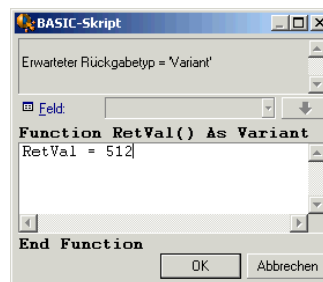 BASIC-Skript
Erwarteter Rückgabetyp = 'Variant'
Feld:
Function RetVal() As Variant
RetVal = 512
End Function
OK Abbrechen